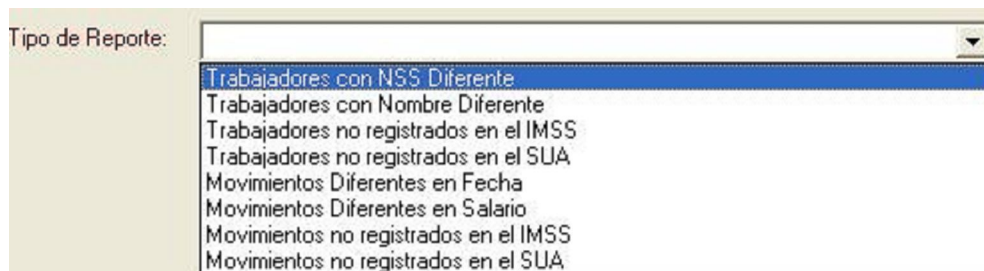 Tipo de Reporte:
Trabajadores con NSS Diferente
Trabajadores con Nombre Diferente
Trabajadores no registrados en el IMSS
Trabajadores no registrados en el SUA
Movimientos Diferentes en Fecha
Movimientos Diferentes en Salario
Movimientos no registrados en el IMSS
Movimientos no registrados en el SUA